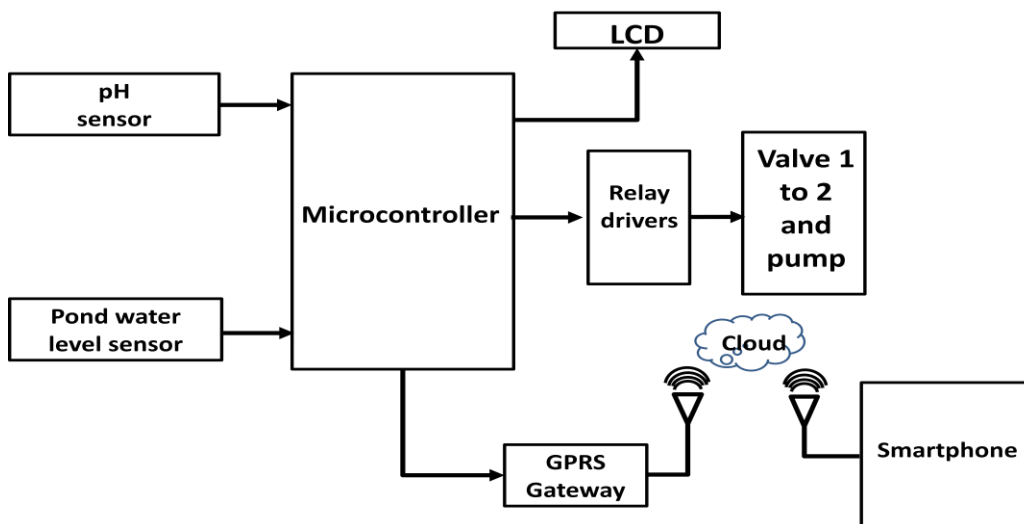 LCD
pH
sensor
Microcontroller
Relay
drivers
Valve 1
to 2
and
pump
Pond water
level sensor
Cloud
GPRS
Gateway
Smartphone